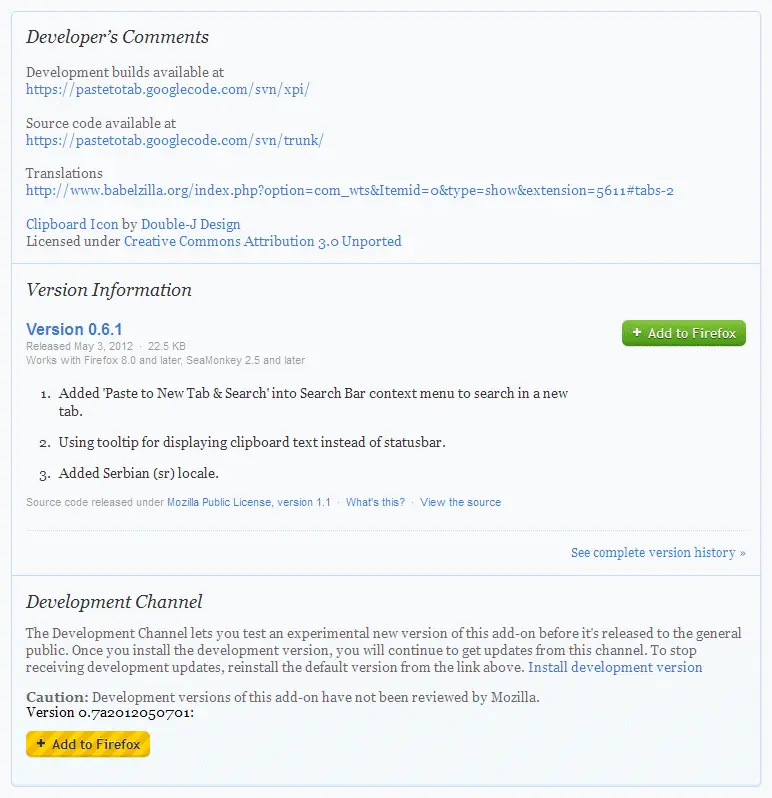 Developer's Comments
Development builds available at
https://pastetotab.googlecode.com/svn/xpi/
Source code available at
https://pastetotab.googlecode.com/svn/trunk/
Translations
http://www.babelzilla.org/index.php?option=com_wts&Itemid=0&type=show&extension=5611#tabs-2
Clipboard Icon by Double-J Design
Licensed under Creative Commons Attribution 3.0 Unported
Version Information
Version 0.6.1
+ Add to Firefox
Released May 3, 2012 · 22.5 KB
Works with Firefox 8.0 and later, SeaMonkey 2.5 and later
1. Added 'Paste to New Tab & Search' into Search Bar context menu to search in a new
tab.
2. Using tooltip for displaying clipboard text instead of statusbar.
3. Added Serbian (sr) locale.
Source code released under Mozilla Public License, version 1.1 · What's this? · View the source
See complete version history »
Development Channel
The Development Channel lets you test an experimental new version of this add-on before it's released to the general
public. Once you install the development version, you will continue to get updates from this channel. To stop
receiving development updates, reinstall the default version from the link above. Install development version
Caution: Development versions of this add-on have not been reviewed by Mozilla.
Version 0.7a2012050701:
+ Add to Firefox